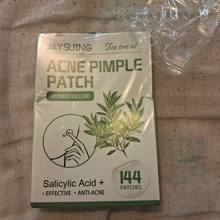 JAYSUING
Tea tree oil
ACNE PIMPLE
PATCH
HYDROCOLLOID
Salicylic Acid +
• EFFECTIVE • ANTI-ACNE
144
PATCHES